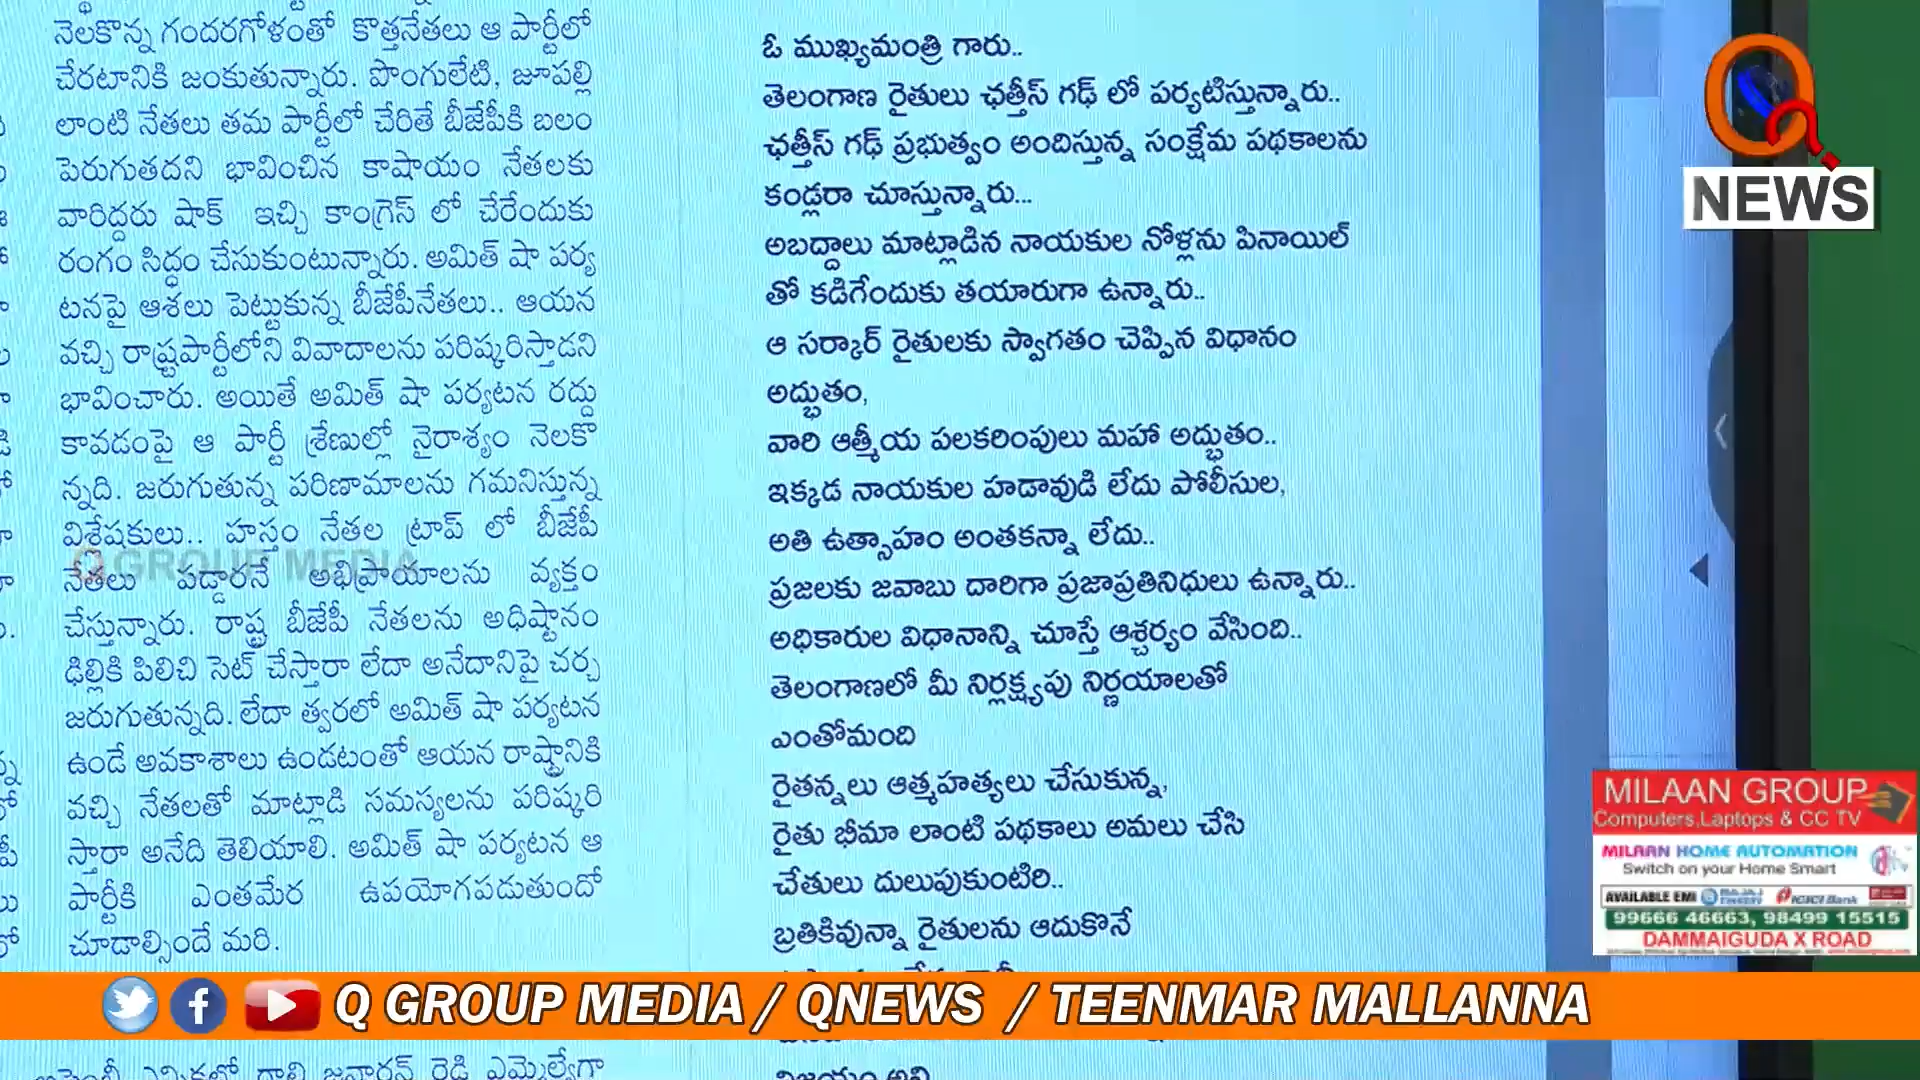 నెలకొన్న గందరగోళంతో కొత్తనేతలు ఆ పార్టీలో
చేరటానికి జంకుతున్నారు. పొంగులేటి, జూపల్లి
లాంటి నేతలు తమ పార్టీలో చేరితే బీజేపీకి బలం
పెరుగుతదని భావించిన కాషాయం నేతలకు
వారిద్దరు షాక్ ఇచ్చి కాంగ్రెస్ లో చేరేందుకు
రంగం సిద్ధం చేసుకుంటున్నారు. అమిత్ షా పర్య
టనపై ఆశలు పెట్టుకున్న బీజేపీనేతలు.. ఆయన
వచ్చి రాష్ట్రపార్టీలోని వివాదాలను పరిష్కరిస్తాడని
భావించారు. అయితే అమిత్ షా పర్యటన రద్దు
కావడంపై ఆ పార్టీ శ్రేణుల్లో నైరాశ్యం నెలకొ
న్నది. జరుగుతున్న పరిణామాలను గమనిస్తున్న
విశ్లేషకులు.. హస్తం నేతల ట్రాప్ లో బీజేపీ
నేతలు పడ్డారనే అభిప్రాయాలను వ్యక్తం
చేస్తున్నారు. రాష్ట్ర బీజేపీ నేతలను అధిష్టానం
ఢిల్లికి పిలిచి సెట్ చేస్తారా లేదా అనేదానిపై చర్చ
జరుగుతున్నది. లేదా త్వరలో అమిత్ షా పర్యటన
ఉండే అవకాశాలు ఉండటంతో ఆయన రాష్ట్రానికి
వచ్చి నేతలతో మాట్లాడి సమస్యలను పరిష్కరి
స్తారా అనేది తెలియాలి. అమిత్ షా పర్యటన ఆ
పార్టీకి ఎంతమేర ఉపయోగపడుతుందో
చూడాల్సిందే మరి.
ఓ ముఖ్యమంత్రి గారు..
తెలంగాణ రైతులు ఛత్తీస్ గఢ్ లో పర్యటిస్తున్నారు..
ఛత్తీస్ గఢ్ ప్రభుత్వం అందిస్తున్న సంక్షేమ పథకాలను
కండ్లరా చూస్తున్నారు...
అబద్దాలు మాట్లాడిన నాయకుల నోళ్లను పినాయిల్
తో కడిగేందుకు తయారుగా ఉన్నారు..
ఆ సర్కార్ రైతులకు స్వాగతం చెప్పిన విధానం
అద్భుతం,
వారి ఆత్మీయ పలకరింపులు మహా అద్భుతం..
ఇక్కడ నాయకుల హడావుడి లేదు పోలీసుల,
అతి ఉత్సాహం అంతకన్నా లేదు..
ప్రజలకు జవాబు దారిగా ప్రజాప్రతినిధులు ఉన్నారు..
అధికారుల విధానాన్ని చూస్తే ఆశ్చర్యం వేసింది..
తెలంగాణలో మీ నిర్లక్ష్యపు నిర్ణయాలతో
ఎంతోమంది
రైతన్నలు ఆత్మహత్యలు చేసుకున్న,
రైతు భీమా లాంటి పథకాలు అమలు చేసి
చేతులు దులుపుకుంటిరి..
బ్రతికివున్నా రైతులను ఆదుకొనే
Q NEWS
Q GROUP MEDIA
MILAAN GROUP
Computers,Laptops & CC TV
MILAAN HOME AUTOMATION
Switch on your Home Smart
AVAILABLE EMI ICICI Bank
99666 46663, 98499 15515
DAMMAIGUDA X ROAD
Q GROUP MEDIA / QNEWS / TEENMAR MALLANNA